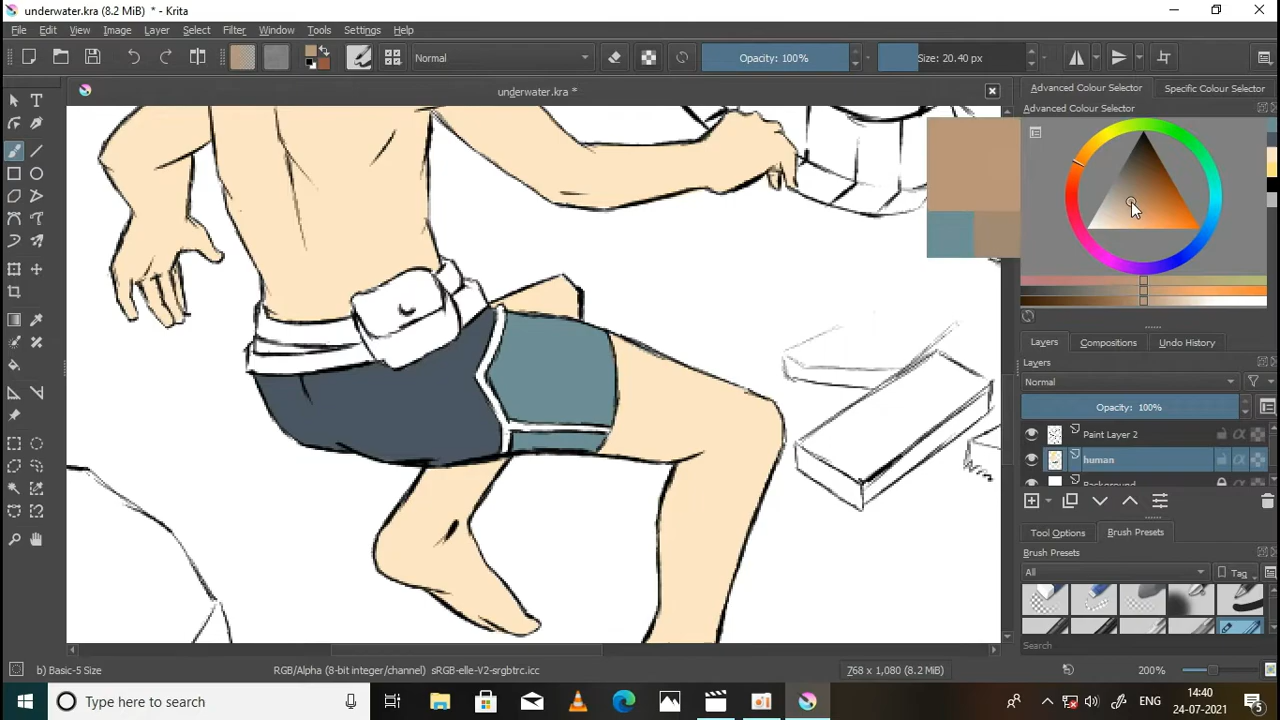 underwater.kra (8.2 MiB) * - Krita
File Edit View Image Layer Select Filter Tools Settings Window Help
Normal
Opacity: 100%
Size: 20.40 px
underwater.kra *
Advanced Colour Selector
Specific Colour Selector
Advanced Colour Selector
Layers
Compositions
Undo History
Layers
Normal
Opacity: 100%
Paint Layer 2
human
Background
Tool Options
Brush Presets
Brush Presets
All
Tag
Search
b) Basic-5 Size
RGB/Alpha (8-bit integer/channel) sRGB-elle-V2-srgbtrc.icc
768 x 1,080 (8.2 MiB)
200%
Type here to search
ENG
14:40
24-07-2021
5